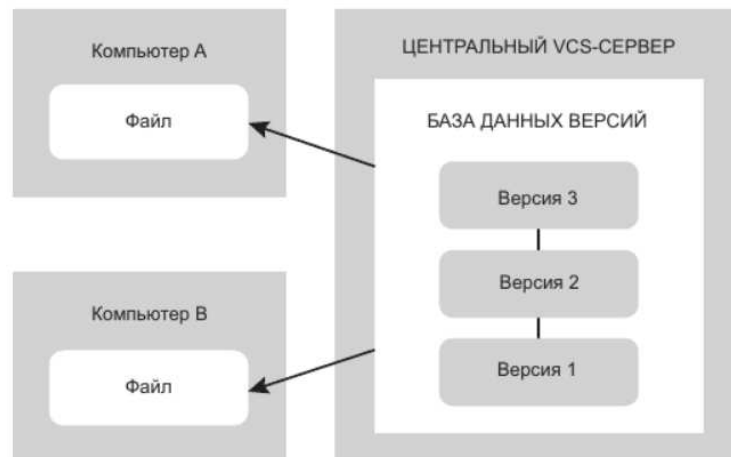 Компьютер A
Файл
ЦЕНТРАЛЬНЫЙ VCS-СЕРВЕР
БАЗА ДАННЫХ ВЕРСИЙ
Версия 3
Версия 2
Версия 1
Компьютер B
Файл